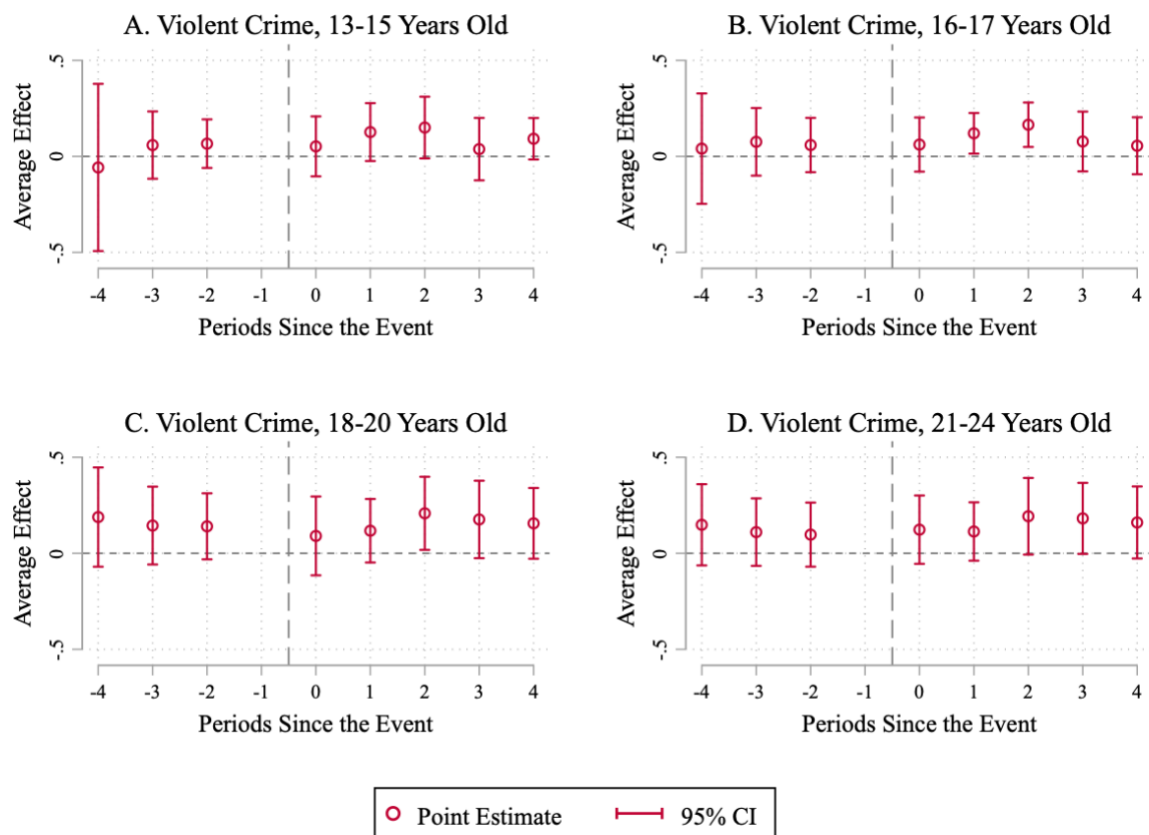 A. Violent Crime, 13-15 Years Old
Average Effect
.5
0
-.5
-4 -3 -2 -1 0 1 2 3 4
Periods Since the Event
B. Violent Crime, 16-17 Years Old
Average Effect
.5
0
-.5
-4 -3 -2 -1 0 1 2 3 4
Periods Since the Event
C. Violent Crime, 18-20 Years Old
Average Effect
.5
0
-.5
-4 -3 -2 -1 0 1 2 3 4
Periods Since the Event
D. Violent Crime, 21-24 Years Old
Average Effect
.5
0
-.5
-4 -3 -2 -1 0 1 2 3 4
Periods Since the Event
Point Estimate 95% CI